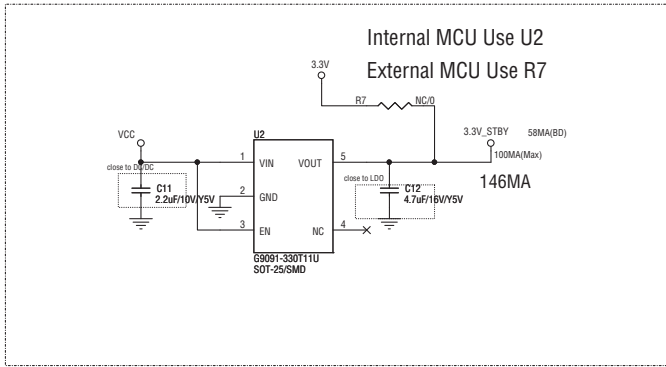 Internal MCU Use U2
External MCU Use R7
3.3V
R7 NC/0
U2
VCC
3.3V_STBY 58MA(BD)
100MA(Max)
146MA
close to DC/DC
1 VIN VOUT 5
C11
2.2uF/10V/Y5V
2 GND
close to LDO
C12
4.7uF/16V/Y5V
3 EN NC 4
G9091-330T11U
SOT-25/SMD